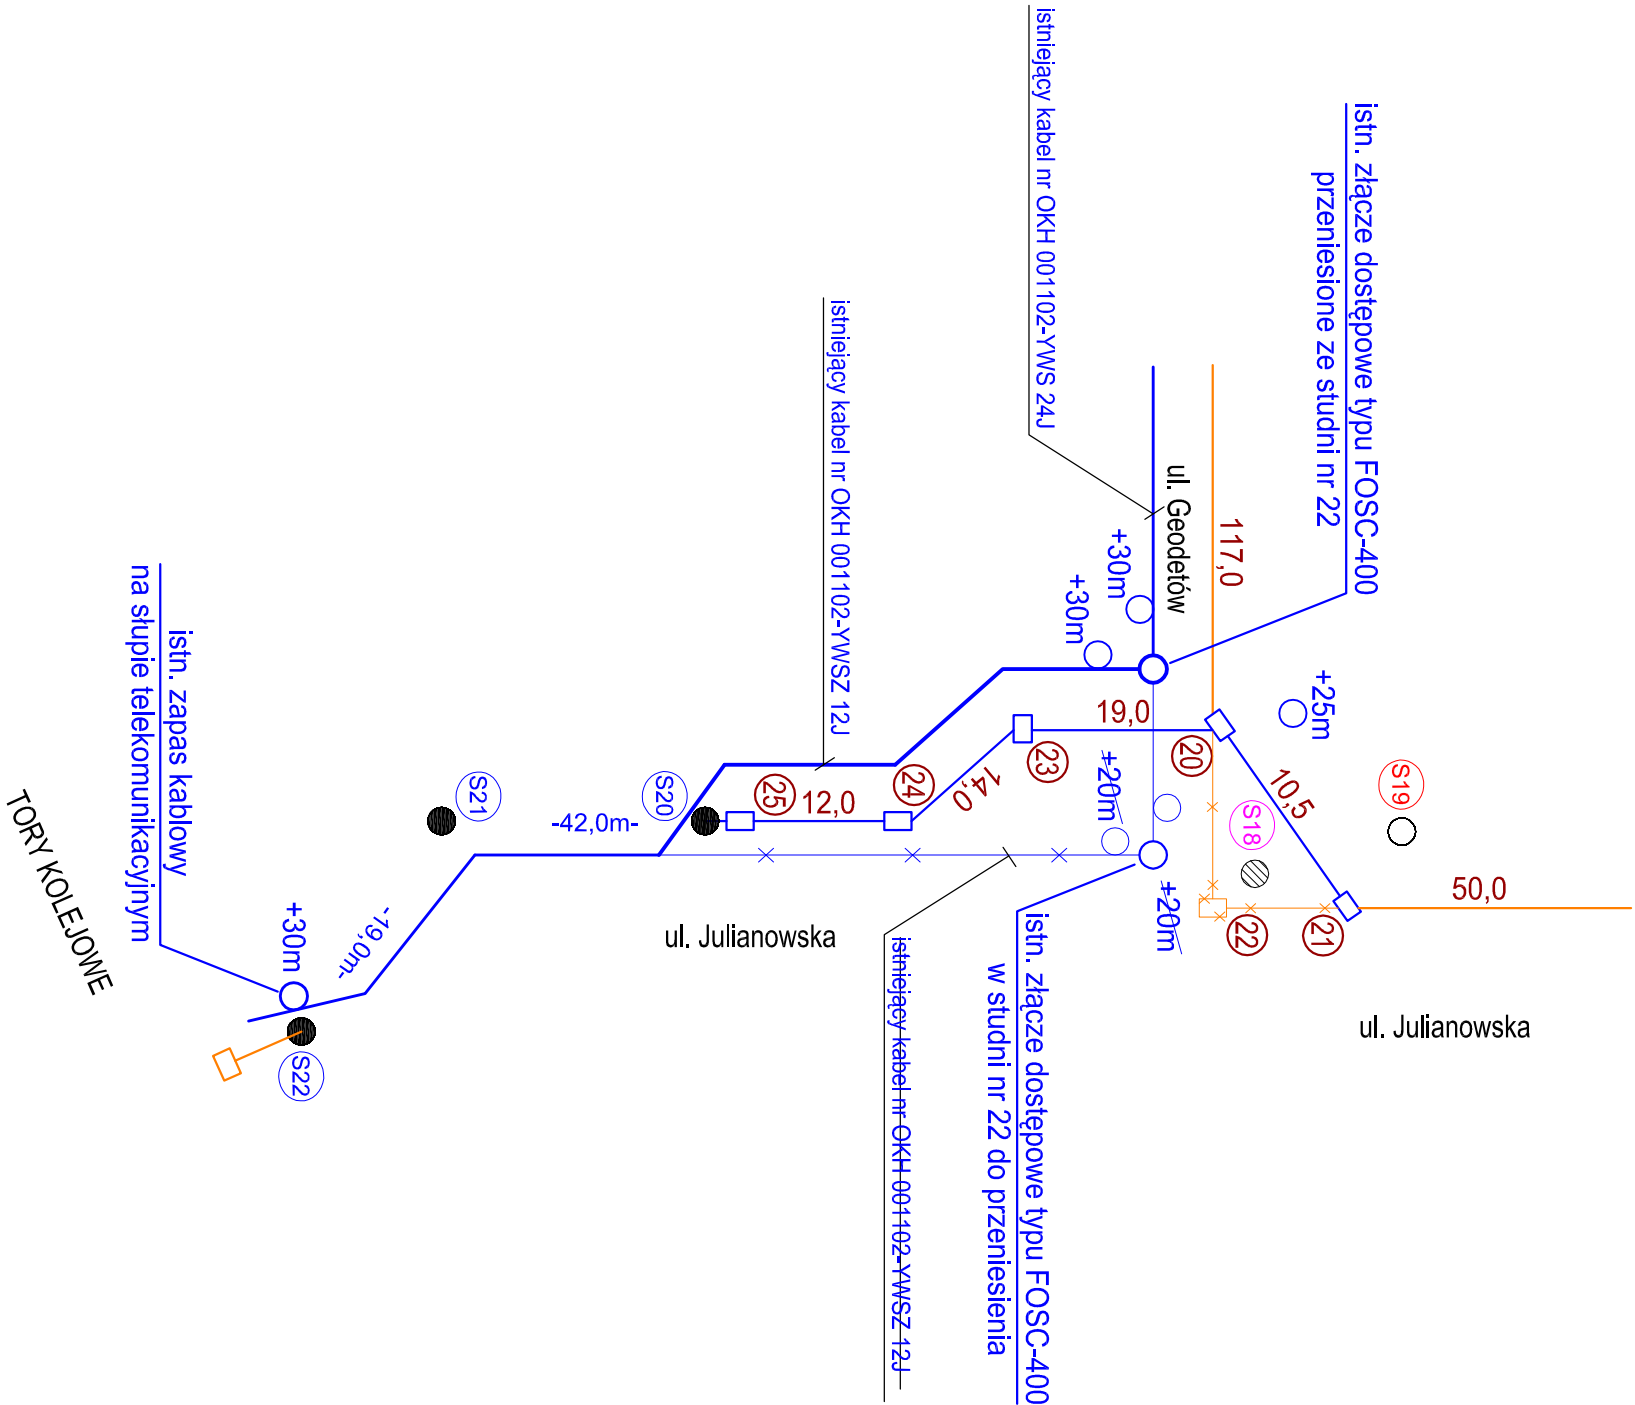 istniejący kabel nr OKH 001102-YWS 24J
istn. złącze dostępowe typu FOSC-400
przeniesione ze studni nr 22
istniejący kabel nr OKH 001102-YWSZ 12J
ul. Geodetów
117,0
+30m
+30m
+25m
19,0
20
23
+20m
10,5
S19
S18
istn. zapas kablowy
na słupie telekomunikacyjnym
S21
S20
25
12,0
24
14,0
-42,0m-
TORY KOLEJOWE
+30m
-19,0m-
S22
ul. Julianowska
+20m
22
21
50,0
ul. Julianowska
istniejący kabel nr OKH 001102-YWSZ 12J
istn. złącze dostępowe typu FOSC-400
w studni nr 22 do przeniesienia